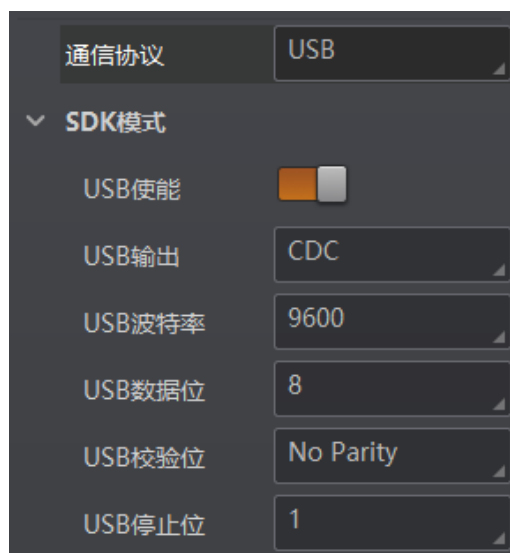 通信协议 USB
SDK模式
USB使能
USB输出 CDC
USB波特率 9600
USB数据位 8
USB校验位 No Parity
USB停止位 1